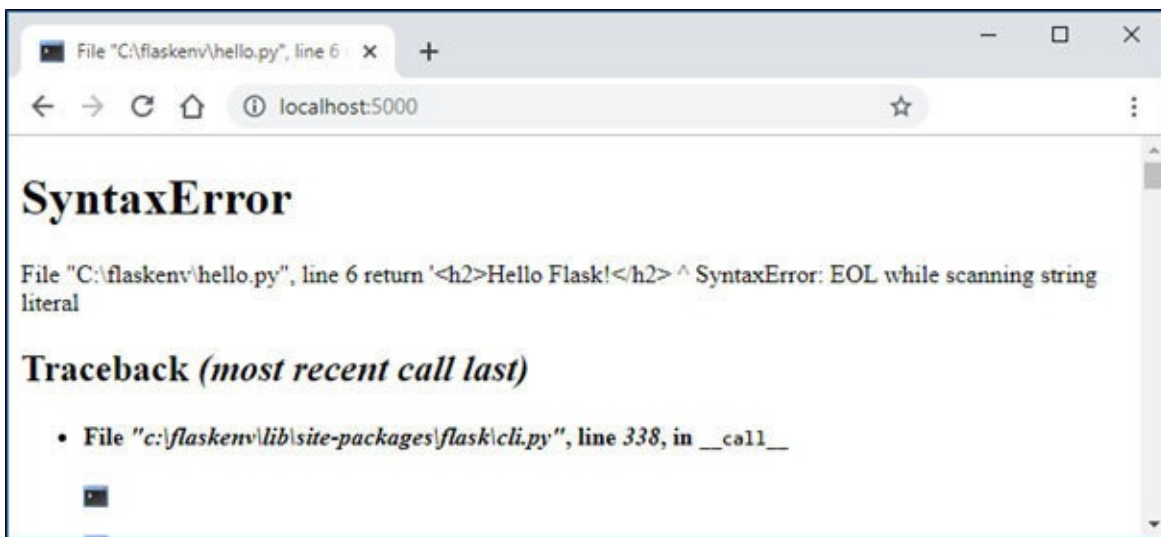 File "C:\flaskenv\hello.py", line 6
localhost:5000
SyntaxError
File "C:\flaskenv\hello.py", line 6 return '<h2>Hello Flask!</h2> ^ SyntaxError: EOL while scanning string
literal
Traceback (most recent call last)
• File "c:\flaskenv\lib\site-packages\flask\cli.py", line 338, in __call__